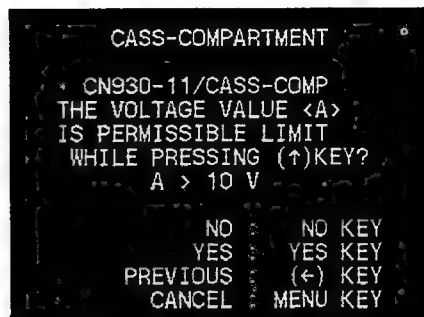 CASS-COMPARTMENT
CN930-11/CASS-COMP
THE VOLTAGE VALUE <A>
IS PERMISSIBLE LIMIT
WHILE PRESSING (↑)KEY?
A > 10 V
NO : NO KEY
YES : YES KEY
PREVIOUS : (←) KEY
CANCEL : MENU KEY